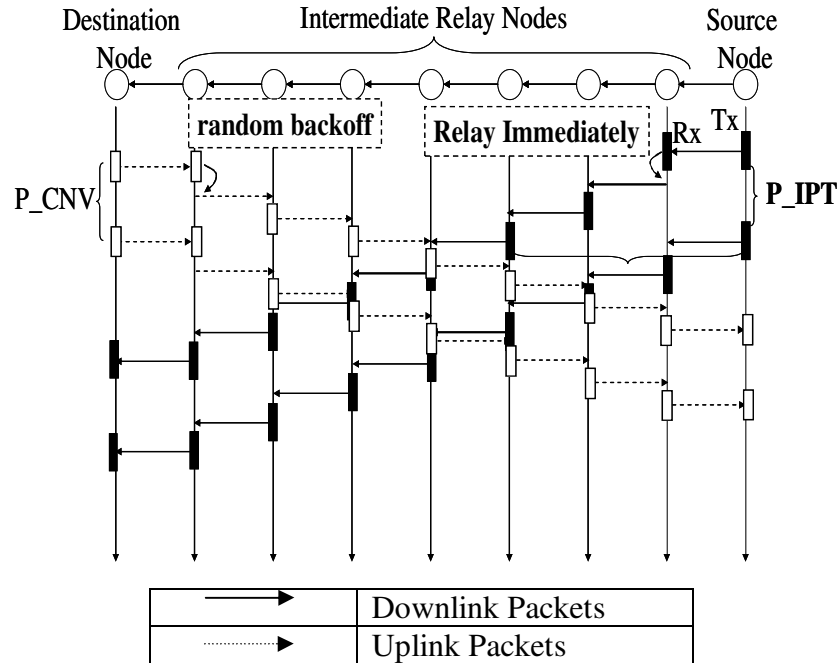 Destination
Node
Intermediate Relay Nodes
Source
Node
random backoff
Relay Immediately
Rx
Tx
P_CNV
P_IPT
Downlink Packets
Uplink Packets